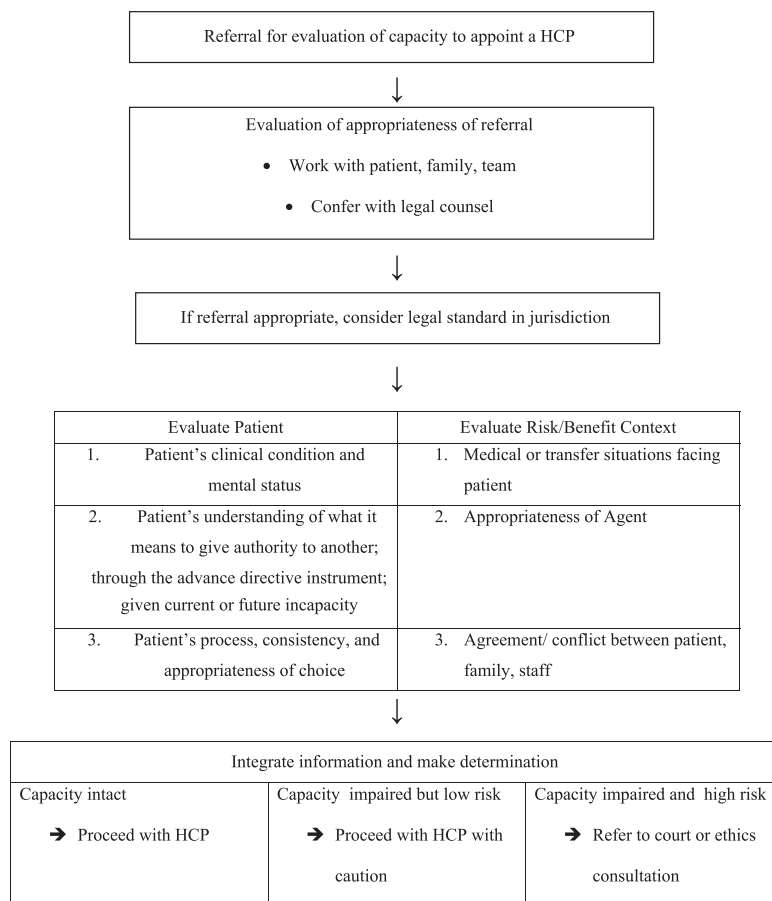 Referral for evaluation of capacity to appoint a HCP
↓
Evaluation of appropriateness of referral
• Work with patient, family, team
• Confer with legal counsel
↓
If referral appropriate, consider legal standard in jurisdiction
↓
Evaluate Patient
Evaluate Risk/Benefit Context
1. Patient’s clinical condition and
mental status
1. Medical or transfer situations facing
patient
2. Patient’s understanding of what it
means to give authority to another;
through the advance directive instrument;
given current or future incapacity
2. Appropriateness of Agent
3. Patient’s process, consistency, and
appropriateness of choice
3. Agreement/ conflict between patient,
family, staff
↓
Integrate information and make determination
Capacity intact
➔ Proceed with HCP
Capacity impaired but low risk
➔ Proceed with HCP with
caution
Capacity impaired and high risk
➔ Refer to court or ethics
consultation